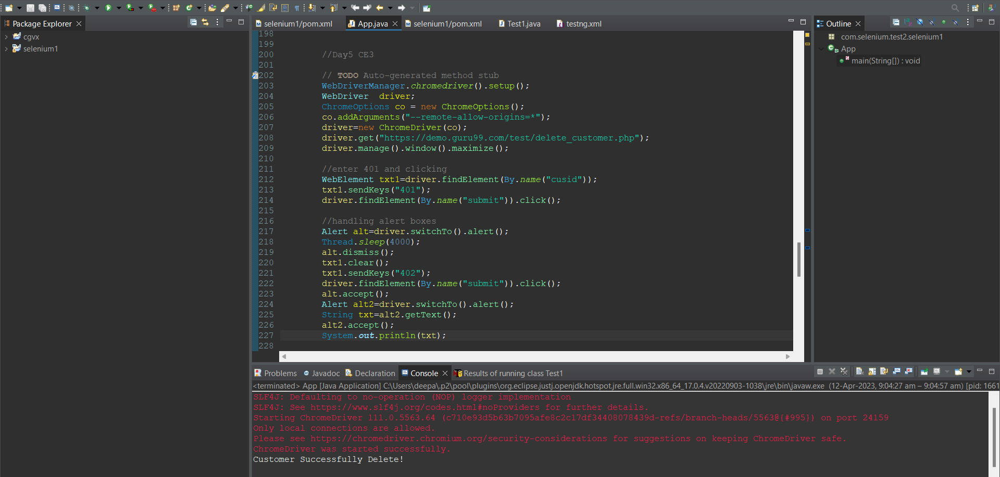 Package Explorer
cgvx
selenium1
selenium1/pom.xml
App.java
selenium1/pom.xml
Test1.java
testng.xml
198
199
200 //Day5 CE3
201
202 // TODO Auto-generated method stub
203 WebDriverManager.chromedriver().setup();
204 WebDriver  driver;
205 ChromeOptions co = new ChromeOptions();
206 co.addArguments("--remote-allow-origins=*");
207 driver=new ChromeDriver(co);
208 driver.get("https://demo.guru99.com/test/delete_customer.php");
209 driver.manage().window().maximize();
210
211 //enter 401 and clicking
212 WebElement txt1=driver.findElement(By.name("cusid"));
213 txt1.sendKeys("401");
214 driver.findElement(By.name("submit")).click();
215
216 //handling alert boxes
217 Alert alt=driver.switchTo().alert();
218 Thread.sleep(4000);
219 alt.dismiss();
220 txt1.clear();
221 txt1.sendKeys("402");
222 driver.findElement(By.name("submit")).click();
223 alt.accept();
224 Alert alt2=driver.switchTo().alert();
225 String txt=alt2.getText();
226 alt2.accept();
227 System.out.println(txt);
228
Outline
com.selenium.test2.selenium1
App
main(String[]) : void
Problems
Javadoc
Declaration
Console
Results of running class Test1
<terminated> App [Java Application] C:\Users\deepa\.p2\pool\plugins\org.eclipse.justj.openjdk.hotspot.jre.full.win32.x86_64_17.0.4.v20220903-1038\jre\bin\javaw.exe (12-Apr-2023, 9:04:27 am – 9:04:57 am) [pid: 1661
SLF4J: Defaulting to no-operation (NOP) logger implementation
SLF4J: See https://www.slf4j.org/codes.html#noProviders for further details.
Starting ChromeDriver 111.0.5563.64 (c710e93d5b63b7095afe8c2c17df34408078439d-refs/branch-heads/5563@{#995}) on port 24159
Only local connections are allowed.
Please see https://chromedriver.chromium.org/security-considerations for suggestions on keeping ChromeDriver safe.
ChromeDriver was started successfully.
Customer Successfully Delete!